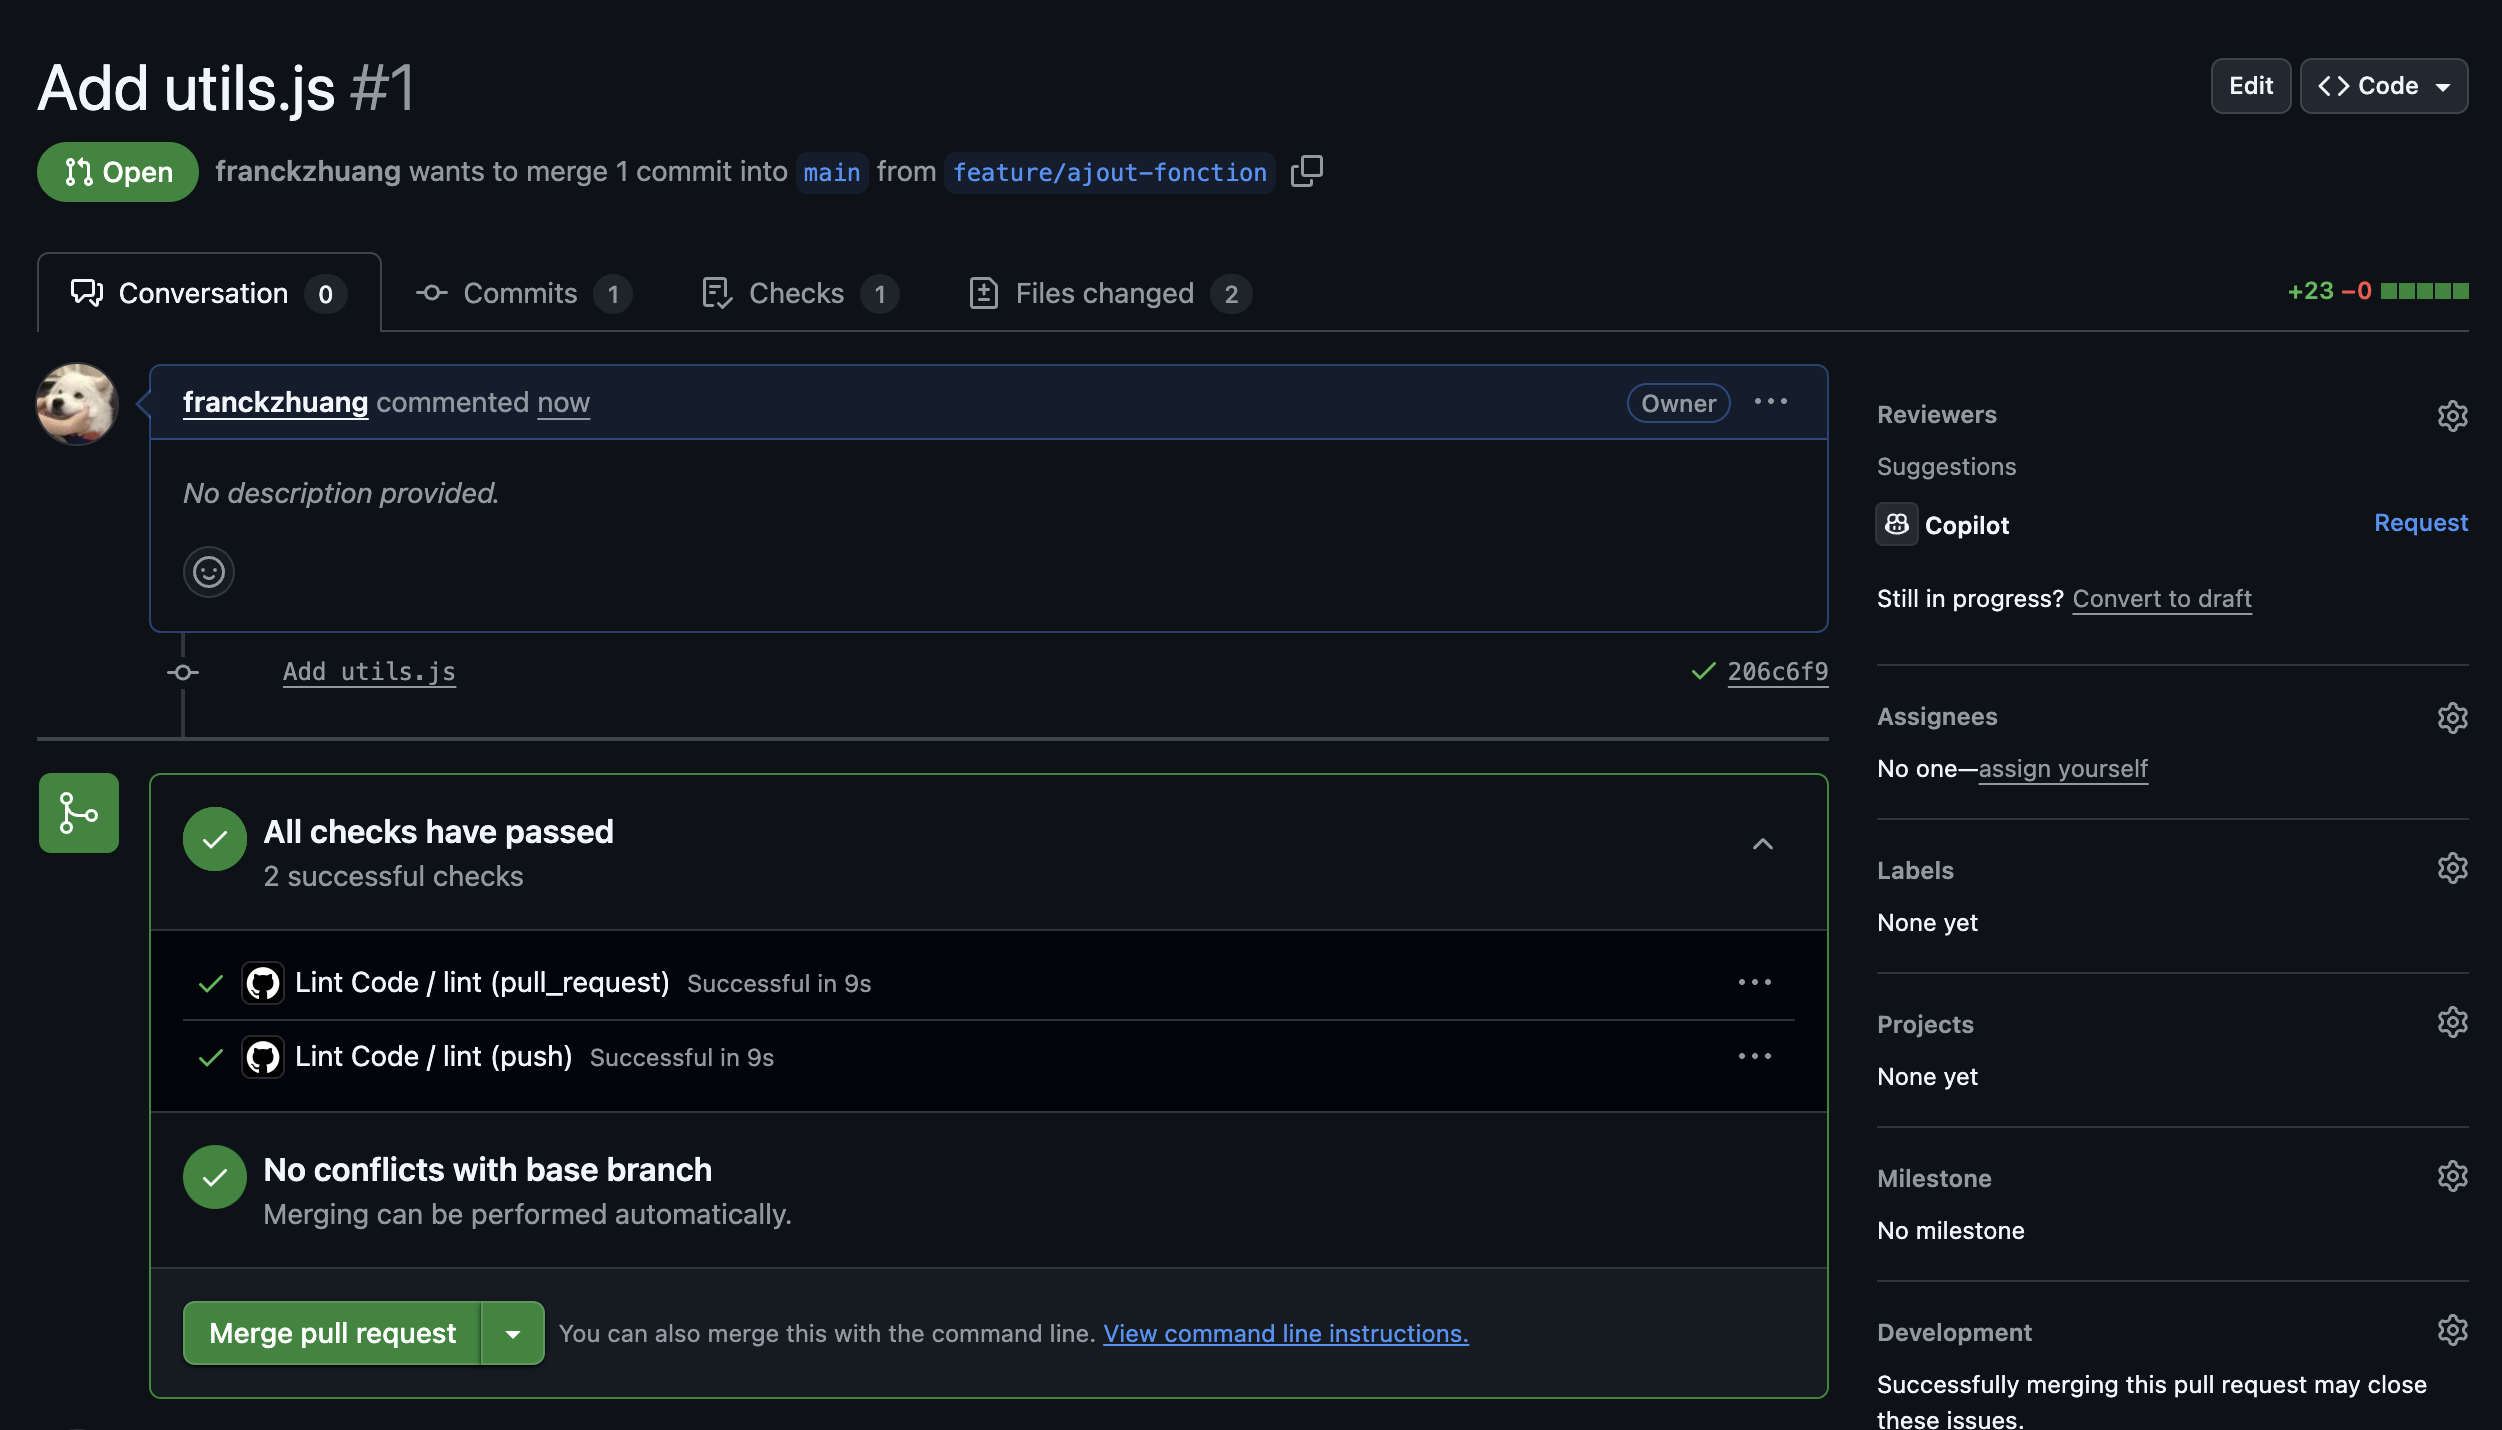 Add utils.js #1
Edit
Code
Open
franckzhuang wants to merge 1 commit into main from feature/ajout-fonction
Conversation 0
Commits 1
Checks 1
Files changed 2
+23 −0
franckzhuang commented now
Owner
No description provided.
Add utils.js
206c6f9
All checks have passed
2 successful checks
Lint Code / lint (pull_request) Successful in 9s
Lint Code / lint (push) Successful in 9s
No conflicts with base branch
Merging can be performed automatically.
Merge pull request
You can also merge this with the command line. View command line instructions.
Reviewers
Suggestions
Copilot
Request
Still in progress? Convert to draft
Assignees
No one—assign yourself
Labels
None yet
Projects
None yet
Milestone
No milestone
Development
Successfully merging this pull request may close
these issues.